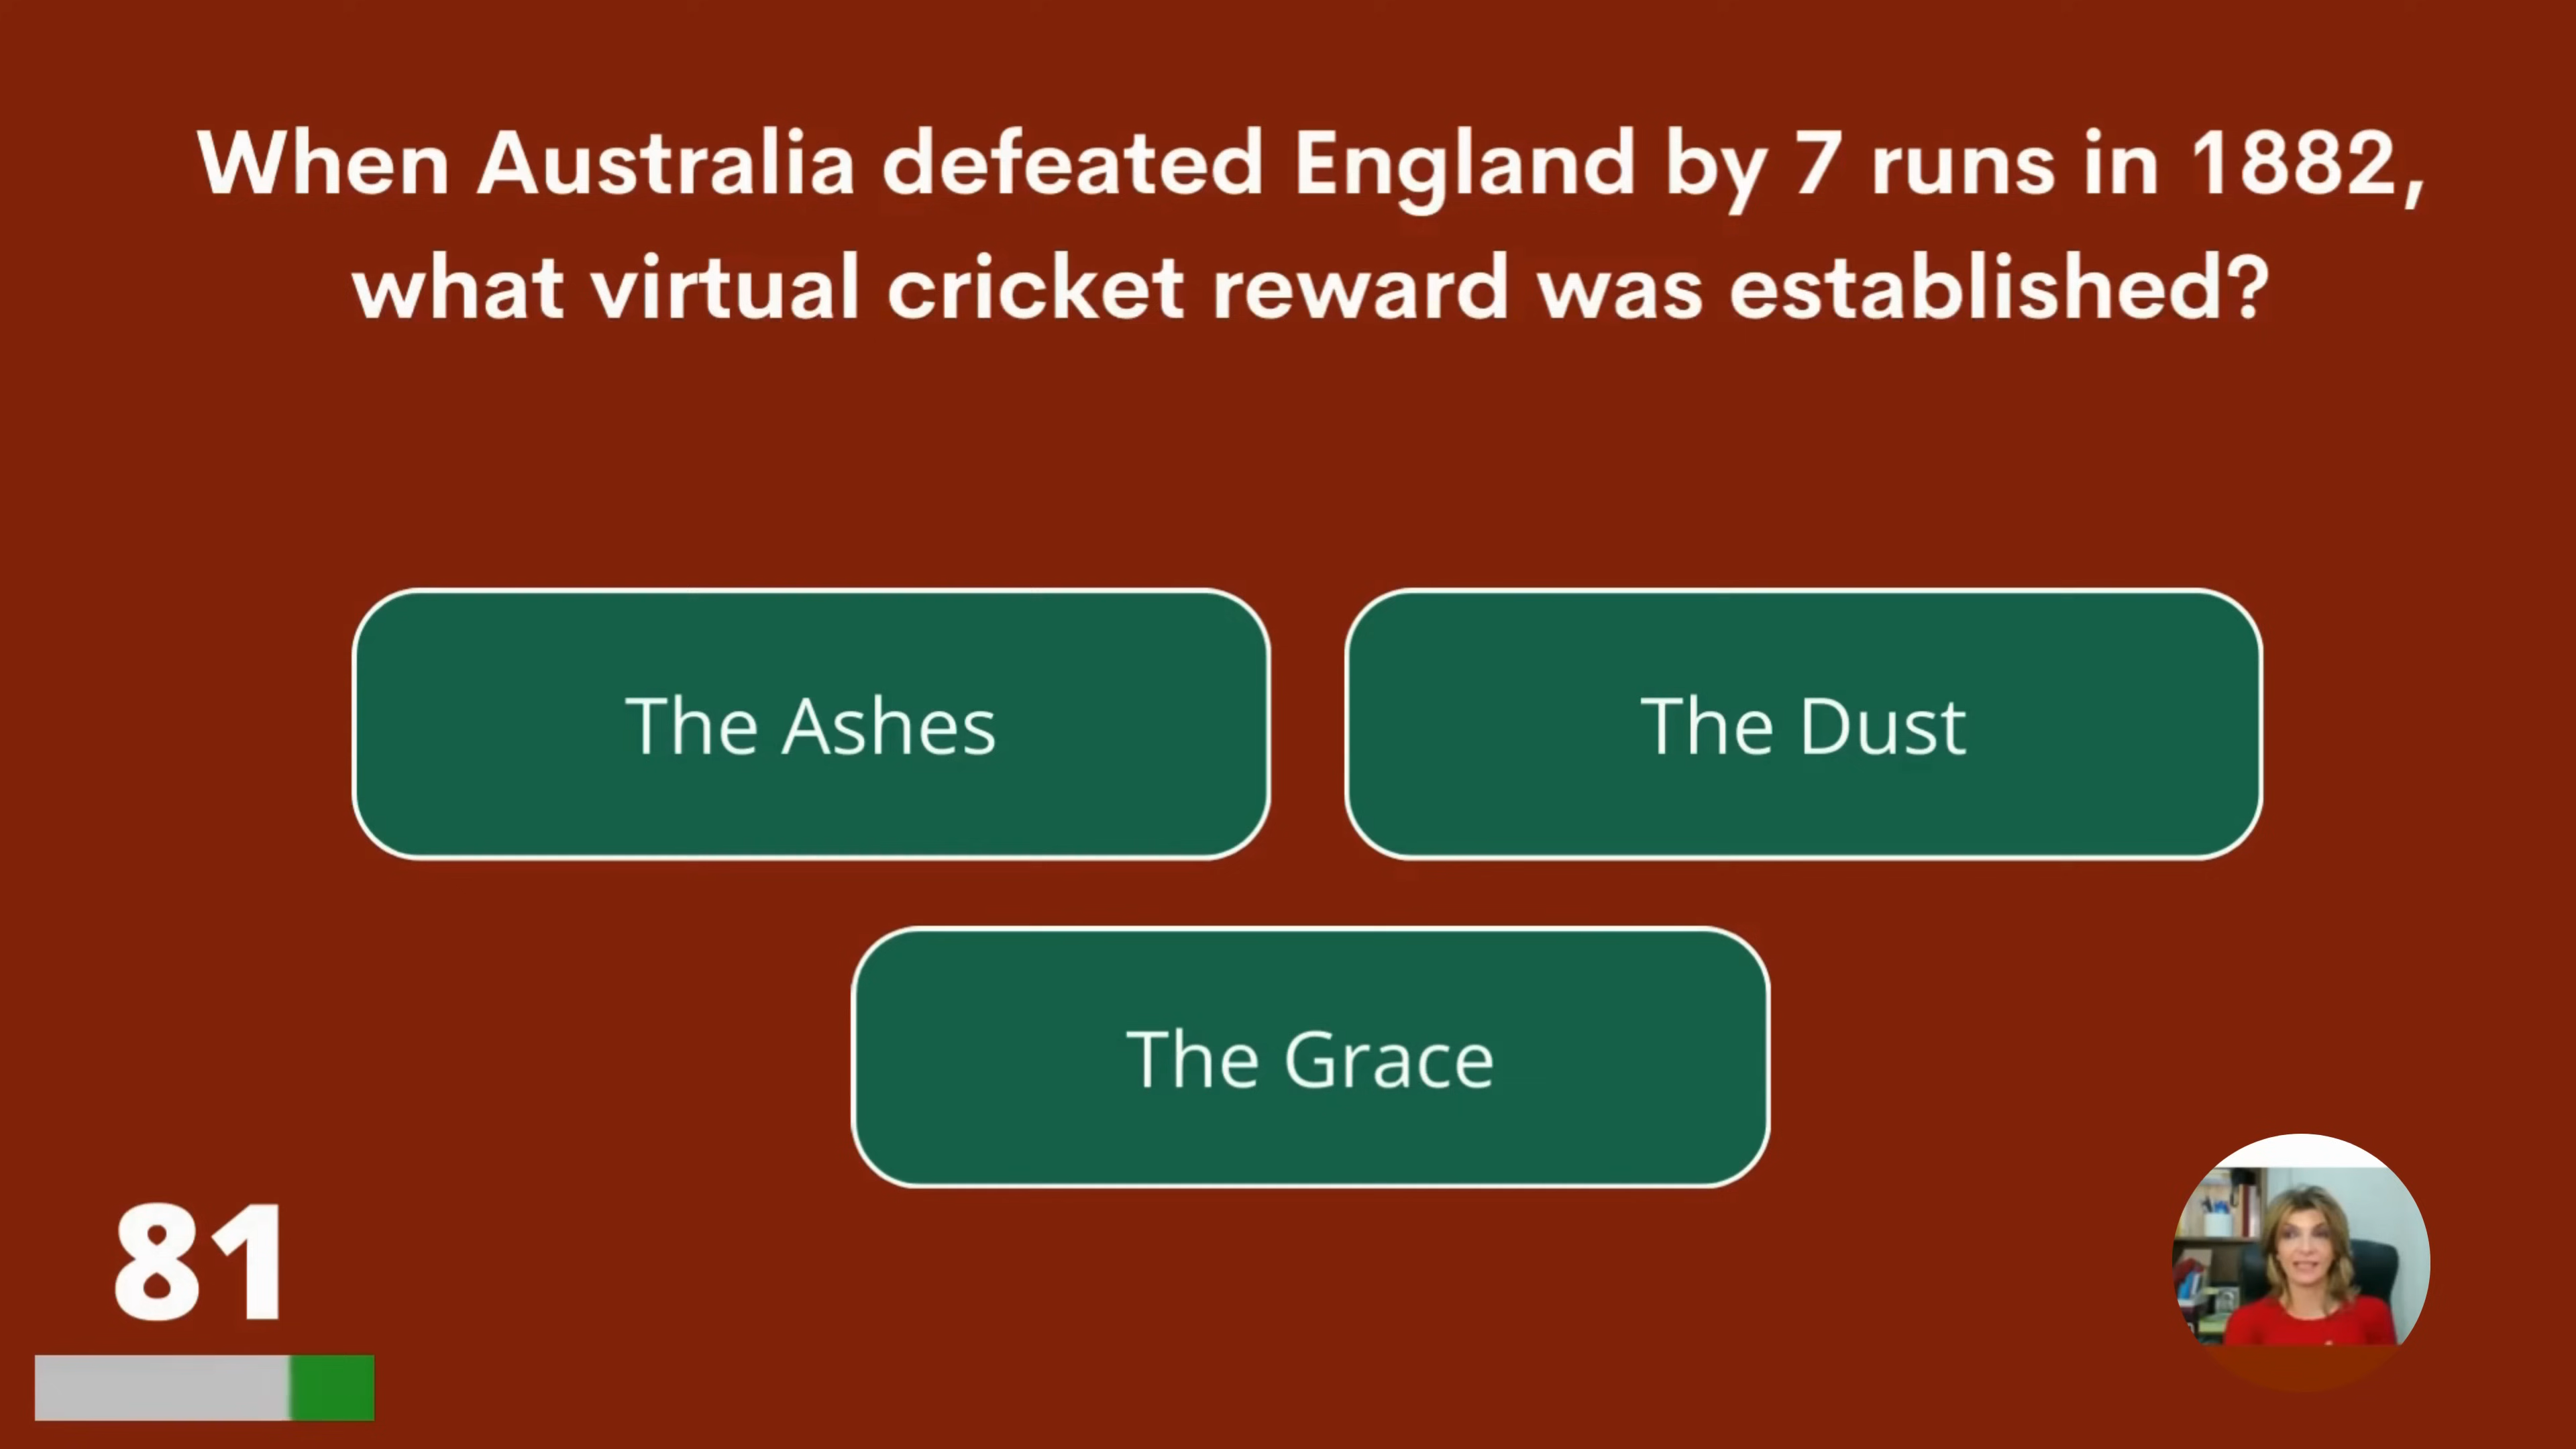 When Australia defeated England by 7 runs in 1882,
what virtual cricket reward was established?
The Ashes
The Dust
The Grace
81